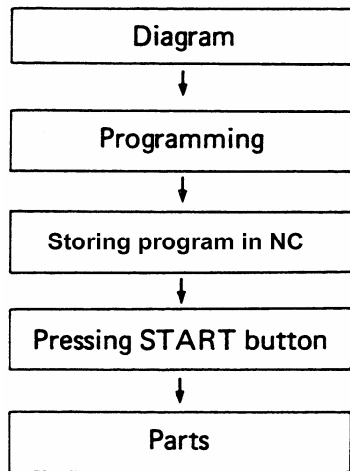 Diagram
Programming
Storing program in NC
Pressing START button
Parts